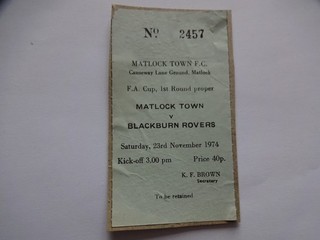 No 2457
MATLOCK TOWN F.C.
Causeway Lane Ground, Matlock
F.A. Cup, 1st Round proper
MATLOCK TOWN
V
BLACKBURN ROVERS
Saturday, 23rd November 1974
Kick-off 3.00 pm Price 40p.
K. F. BROWN
Secretary
To be retained